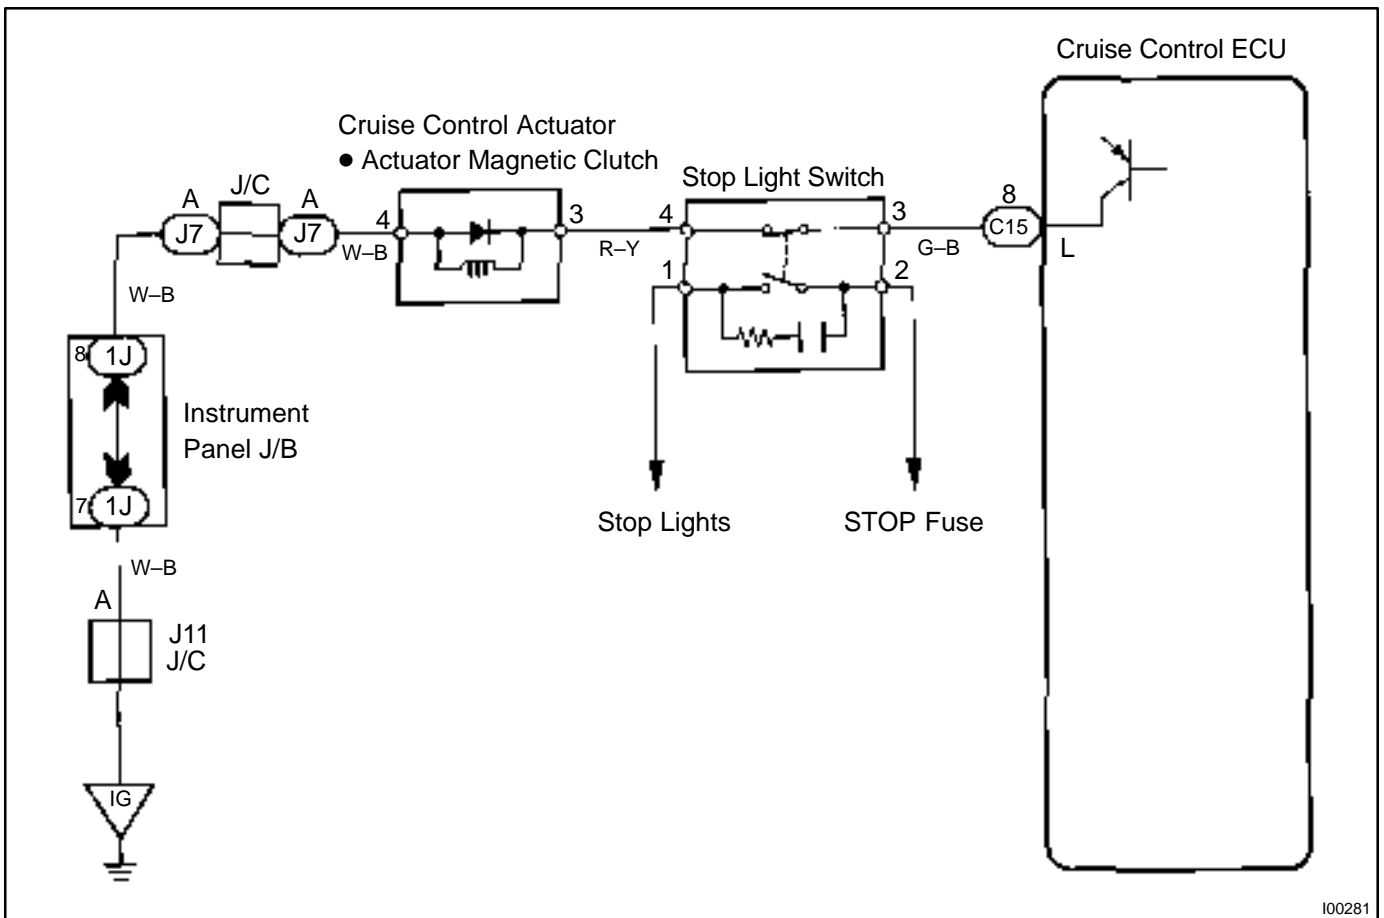 Cruise Control ECU
Cruise Control Actuator
● Actuator Magnetic Clutch
Stop Light Switch
A
J/C
A
J7
J7
4
3
W–B
R–Y
4
3
1
2
G–B
8
C15
L
W–B
8
1J
Instrument
Panel J/B
7
1J
Stop Lights
STOP Fuse
W–B
A
J11
J/C
IG
I00281